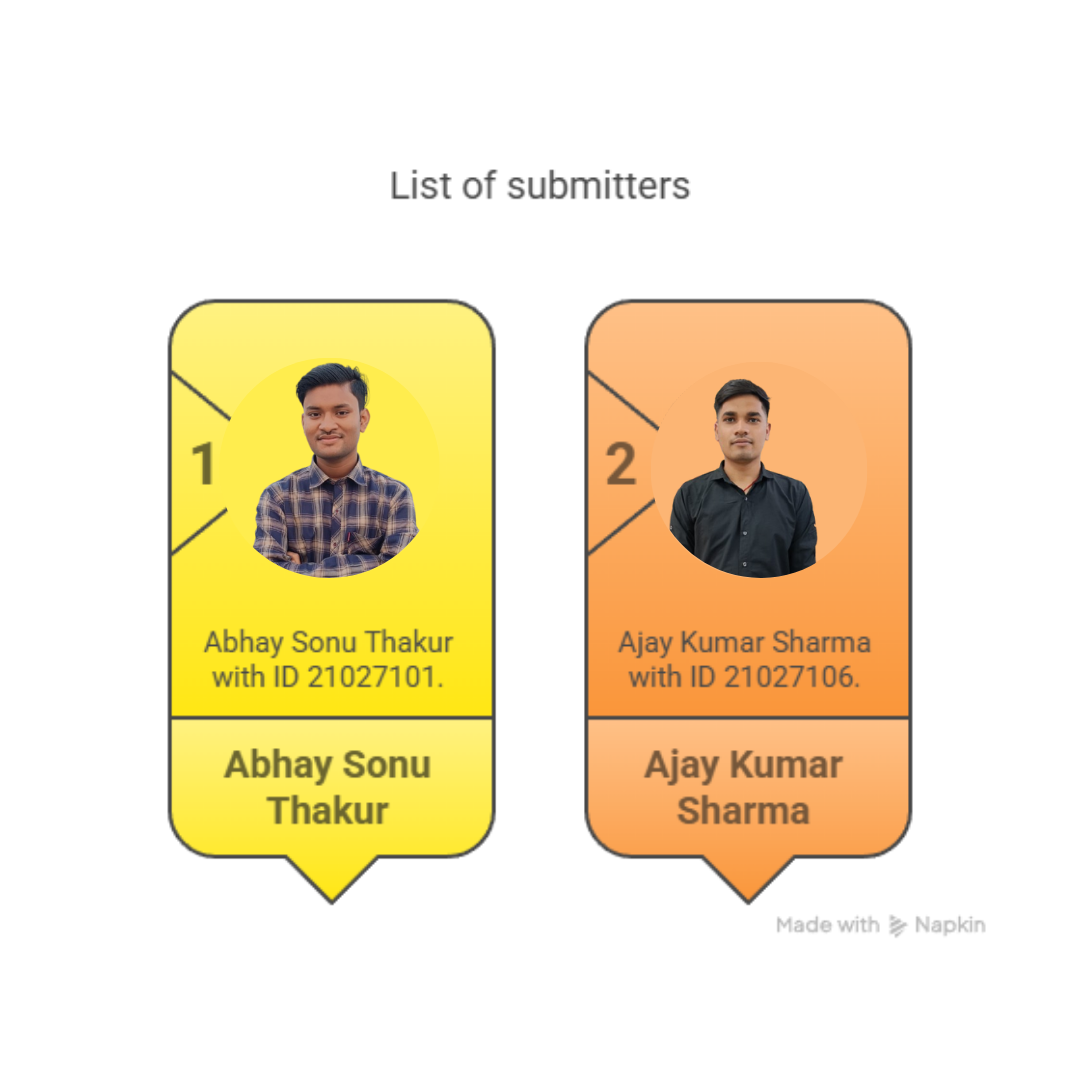 List of submitters
1
Abhay Sonu Thakur
with ID 21027101.
Abhay Sonu
Thakur
2
Ajay Kumar Sharma
with ID 21027106.
Ajay Kumar
Sharma
Made with Napkin